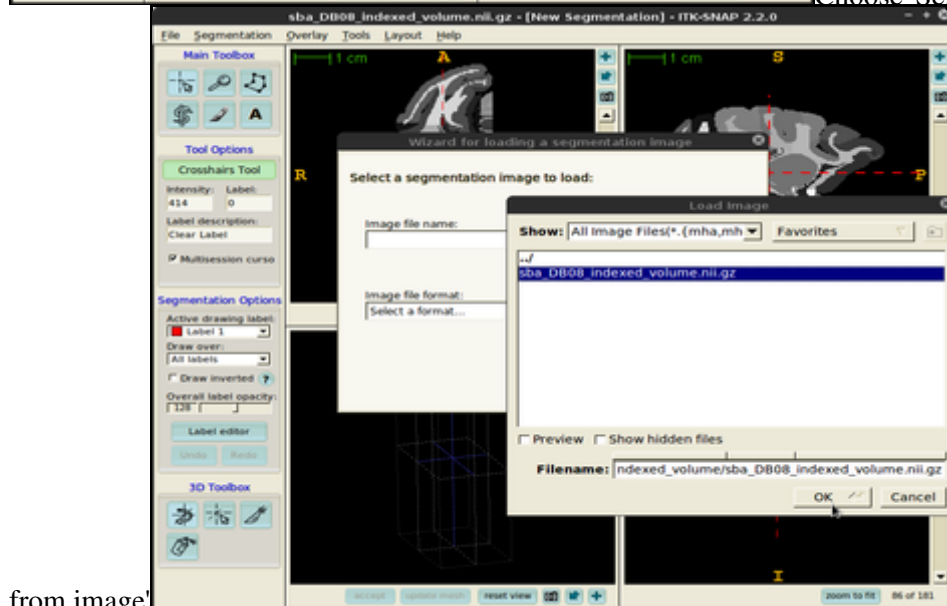 sba_DB08_indexed_volume.nii.gz - [New Segmentation] - ITK-SNAP 2.2.0
File Segmentation Overlay Tools Layout Help
Main Toolbox
A
Tool Options
Crosshairs Tool
Intensity: Label:
414 0
Label description:
Clear Label
Multisession curso
Segmentation Options
Active drawing label:
Label 1
Draw over:
All labels
Draw inverted ?
Overall label opacity:
128
Label editor
Undo Redo
3D Toolbox
1 cm A
R
1 cm S
P
Wizard for loading a segmentation image
Select a segmentation image to load:
Image file name:
Image file format:
Select a format...
Load Image
Show: All Image Files(*.{mha,mh Favorites
../
sba_DB08_indexed_volume.nii.gz
Preview Show hidden files
Filename: ndexed_volume/sba_DB08_indexed_volume.nii.gz
OK Cancel
I
accept update mesh reset view
zoom to fit 86 of 181
from image'